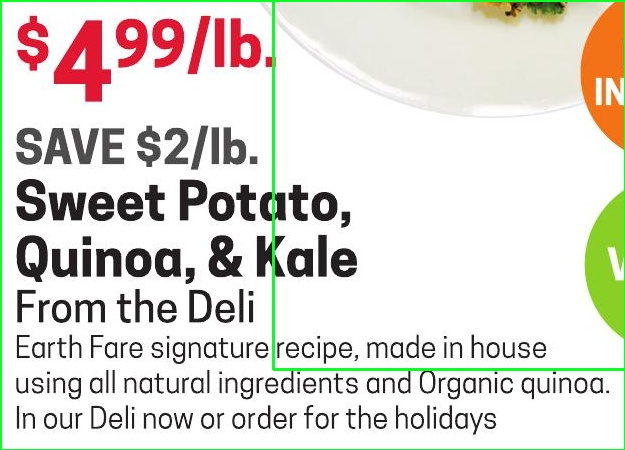 $4.99/lb.
SAVE $2/lb.
Sweet Potato,
Quinoa, & Kale
From the Deli
Earth Fare signature recipe, made in house
using all natural ingredients and Organic quinoa.
In our Deli now or order for the holidays
IN